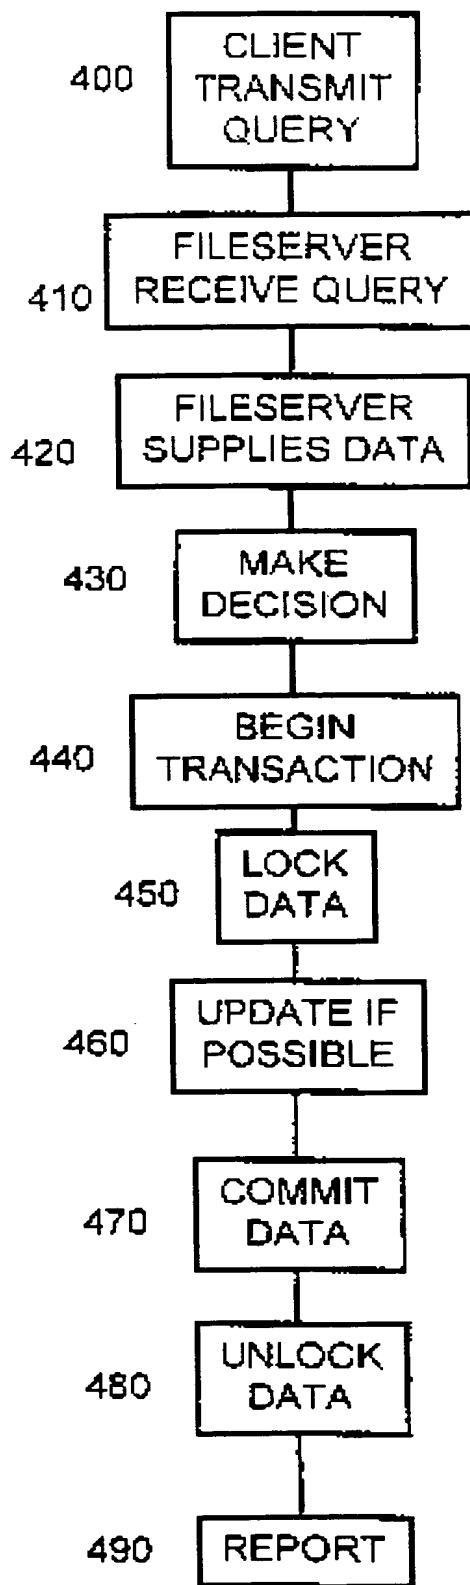 400
CLIENT
TRANSMIT
QUERY
410
FILESERVER
RECEIVE QUERY
420
FILESERVER
SUPPLIES DATA
430
MAKE
DECISION
440
BEGIN
TRANSACTION
450
LOCK
DATA
460
UPDATE IF
POSSIBLE
470
COMMIT
DATA
480
UNLOCK
DATA
490
REPORT